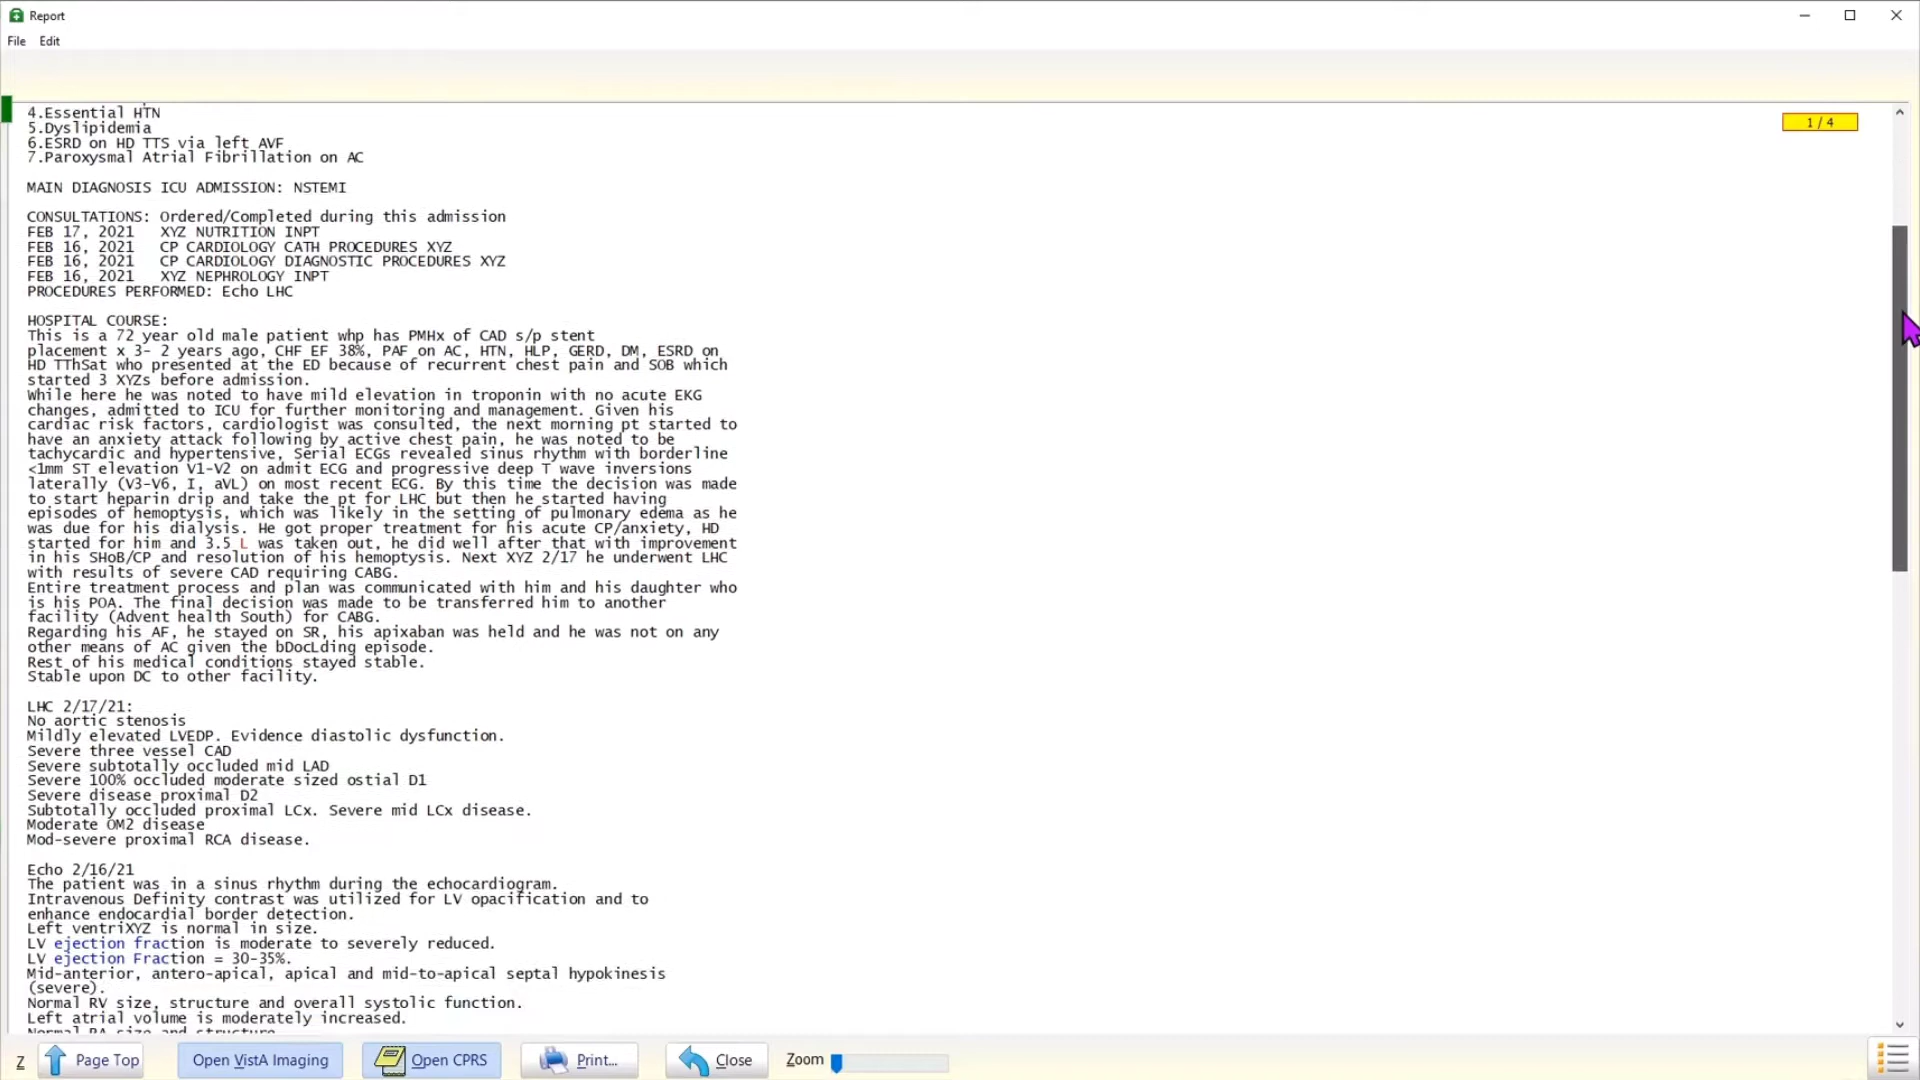 Report
File Edit
4.Essential HTN
5.Dyslipidemia
6.ESRD on HD TTS via left AVF
7.Paroxysmal Atrial Fibrillation on AC
1 / 4
MAIN DIAGNOSIS ICU ADMISSION: NSTEMI
CONSULTATIONS: Ordered/Completed during this admission
FEB 17, 2021 XYZ NUTRITION INPT
FEB 16, 2021 CP CARDIOLOGY CATH PROCEDURES XYZ
FEB 16, 2021 CP CARDIOLOGY DIAGNOSTIC PROCEDURES XYZ
FEB 16, 2021 XYZ NEPHROLOGY INPT
PROCEDURES PERFORMED: Echo LHC
HOSPITAL COURSE:
This is a 72 year old male patient whp has PMHx of CAD s/p stent
placement x 3- 2 years ago, CHF EF 38%, PAF on AC, HTN, HLP, GERD, DM, ESRD on
HD TThSat who presented at the ED because of recurrent chest pain and SOB which
started 3 XYZs before admission.
While here he was noted to have mild elevation in troponin with no acute EKG
changes, admitted to ICU for further monitoring and management. Given his
cardiac risk factors, cardiologist was consulted, the next morning pt started to
have an anxiety attack following by active chest pain, he was noted to be
tachycardic and hypertensive, Serial ECGs revealed sinus rhythm with borderline
<1mm ST elevation V1-V2 on admit ECG and progressive deep T wave inversions
laterally (V3-V6, I, aVL) on most recent ECG. By this time the decision was made
to start heparin drip and take the pt for LHC but then he started having
episodes of hemoptysis, which was likely in the setting of pulmonary edema as he
was due for his dialysis. He got proper treatment for his acute CP/anxiety, HD
started for him and 3.5 L was taken out, he did well after that with improvement
in his SHoB/CP and resolution of his hemoptysis. Next XYZ 2/17 he underwent LHC
with results of severe CAD requiring CABG.
Entire treatment process and plan was communicated with him and his daughter who
is his POA. The final decision was made to be transferred him to another
facility (Advent health South) for CABG.
Regarding his AF, he stayed on SR, his apixaban was held and he was not on any
other means of AC given the bDocLding episode.
Rest of his medical conditions stayed stable.
Stable upon DC to other facility.
LHC 2/17/21:
No aortic stenosis
Mildly elevated LVEDP. Evidence diastolic dysfunction.
Severe three vessel CAD
Severe subtotally occluded mid LAD
Severe 100% occluded moderate sized ostial D1
Severe disease proximal D2
Subtotally occluded proximal LCx. Severe mid LCx disease.
Moderate OM2 disease
Mod-severe proximal RCA disease.
Echo 2/16/21
The patient was in a sinus rhythm during the echocardiogram.
Intravenous Definity contrast was utilized for LV opacification and to
enhance endocardial border detection.
Left ventriXYZ is normal in size.
LV ejection fraction is moderate to severely reduced.
LV ejection Fraction = 30-35%.
Mid-anterior, antero-apical, apical and mid-to-apical septal hypokinesis
(severe).
Normal RV size, structure and overall systolic function.
Left atrial volume is moderately increased.
Normal RA size and structure
Z Page Top Open VistA Imaging Open CPRS Print... Close Zoom